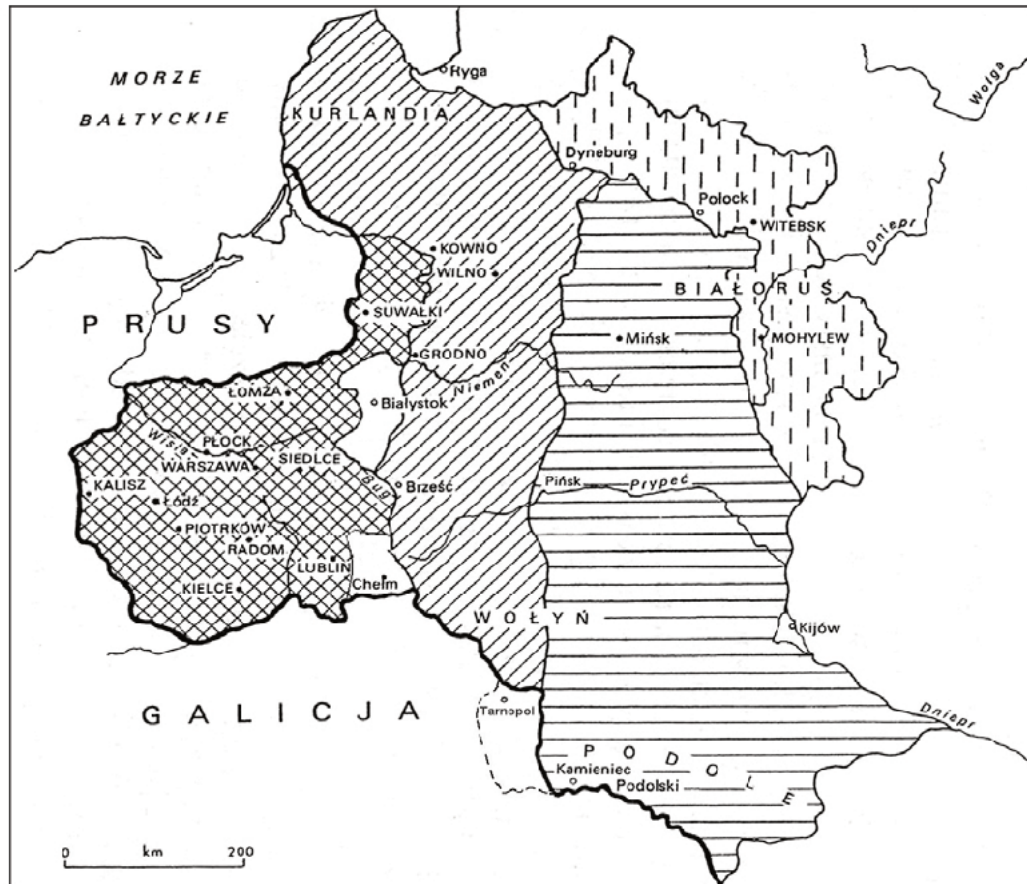 MORZE
BAŁTYCKIE
Ryga
Wołga
KURLANDIA
Dyneburg
Połock
WITEBSK
Dniepr
KOWNO
WILNO
BIAŁORUŚ
PRUSY
SUWAŁKI
Mińsk
MOHYLEW
GRODNO
Niemen
ŁOMŻA
Białystok
Wisła
PŁOCK
WARSZAWA
SIEDLCE
Bug
Brześć
Pińsk
Prypeć
KALISZ
Łódź
PIOTRKÓW
RADOM
LUBLIN
KIELCE
Chełm
WOŁYŃ
Kijów
GALICJA
Tarnopol
Dniepr
PODOLE
Kamieniec
Podolski
0 km 200